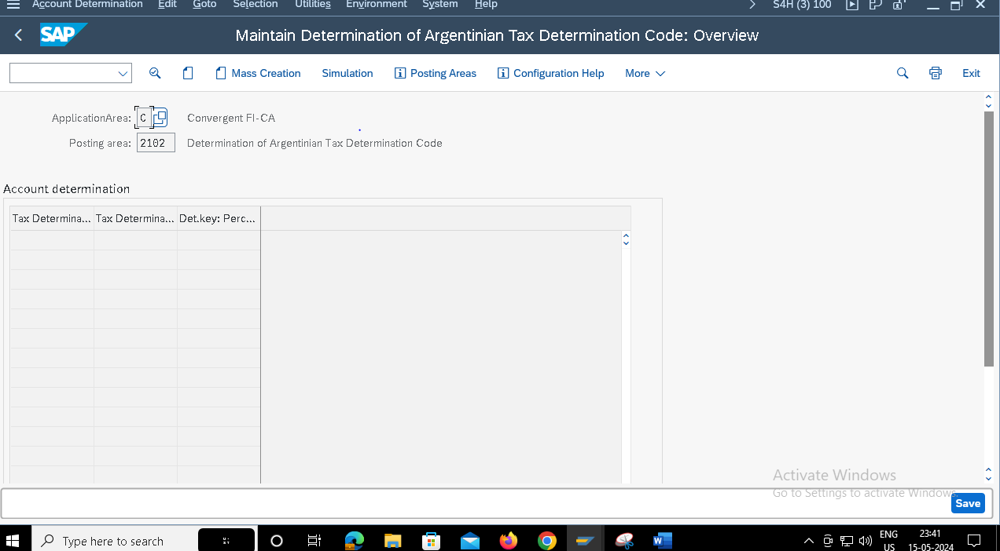 Account Determination Edit Goto Selection Utilities Environment System Help S4H (3) 100
SAP Maintain Determination of Argentinian Tax Determination Code: Overview
Mass Creation Simulation Posting Areas Configuration Help More Exit
ApplicationArea: C Convergent FI-CA
Posting area: 2102 Determination of Argentinian Tax Determination Code
Account determination
Tax Determina... Tax Determina... Det.key: Perc...
Activate Windows
Go to Settings to activate Windows.
Save
Type here to search
ENG
US
23:41
15-05-2024